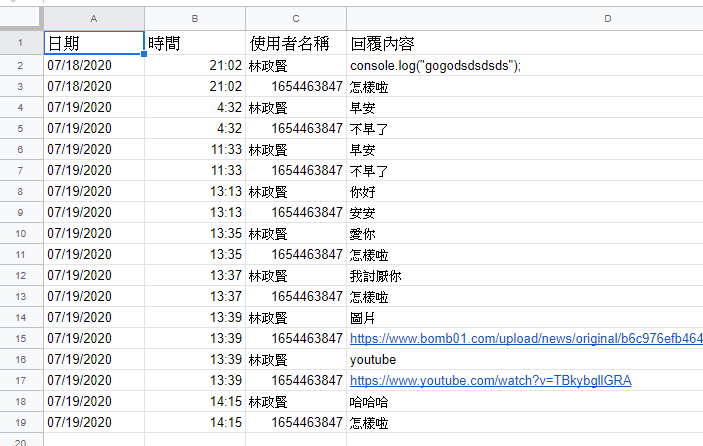 A B C D
1 日期 時間 使用者名稱 回覆內容
2 07/18/2020 21:02 林政賢 console.log("gogodsdsdsds");
3 07/18/2020 21:02 1654463847 怎樣啦
4 07/19/2020 4:32 林政賢 早安
5 07/19/2020 4:32 1654463847 不早了
6 07/19/2020 11:33 林政賢 早安
7 07/19/2020 11:33 1654463847 不早了
8 07/19/2020 13:13 林政賢 你好
9 07/19/2020 13:13 1654463847 安安
10 07/19/2020 13:35 林政賢 愛你
11 07/19/2020 13:35 1654463847 怎樣啦
12 07/19/2020 13:37 林政賢 我討厭你
13 07/19/2020 13:37 1654463847 怎樣啦
14 07/19/2020 13:39 林政賢 圖片
15 07/19/2020 13:39 1654463847 https://www.bomb01.com/upload/news/original/b6c976efb464
16 07/19/2020 13:39 林政賢 youtube
17 07/19/2020 13:39 1654463847 https://www.youtube.com/watch?v=TBkybglIGRA
18 07/19/2020 14:15 林政賢 哈哈哈
19 07/19/2020 14:15 1654463847 怎樣啦
20